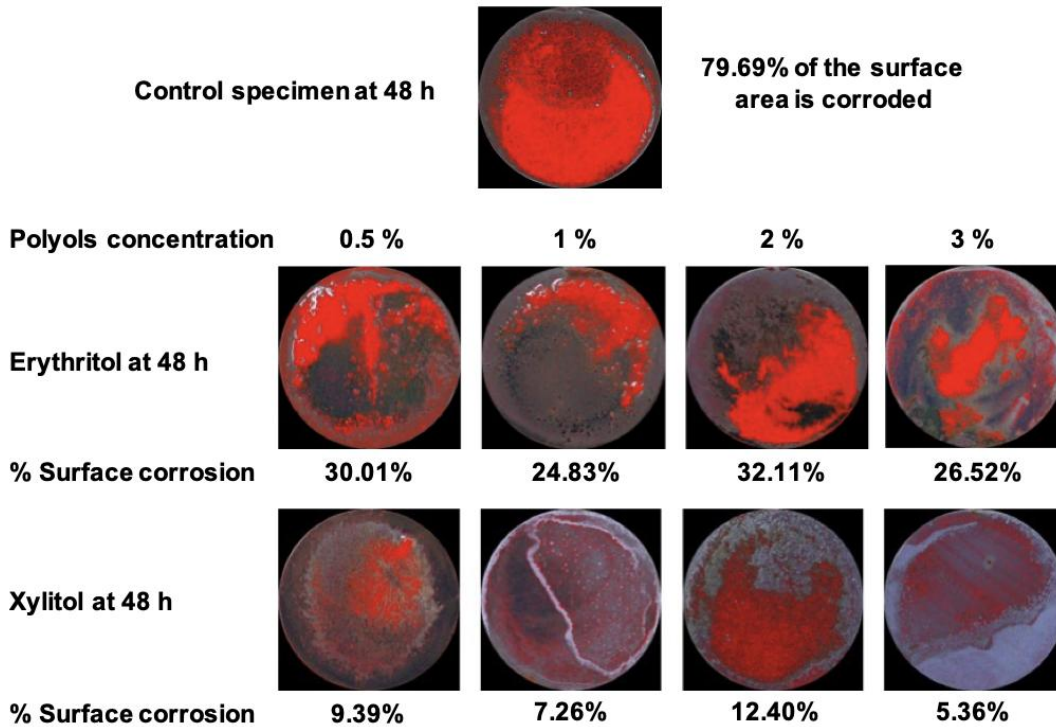 Control specimen at 48 h
79.69% of the surface
area is corroded
Polyols concentration 0.5 % 1 % 2 % 3 %
Erythritol at 48 h
% Surface corrosion 30.01% 24.83% 32.11% 26.52%
Xylitol at 48 h
% Surface corrosion 9.39% 7.26% 12.40% 5.36%